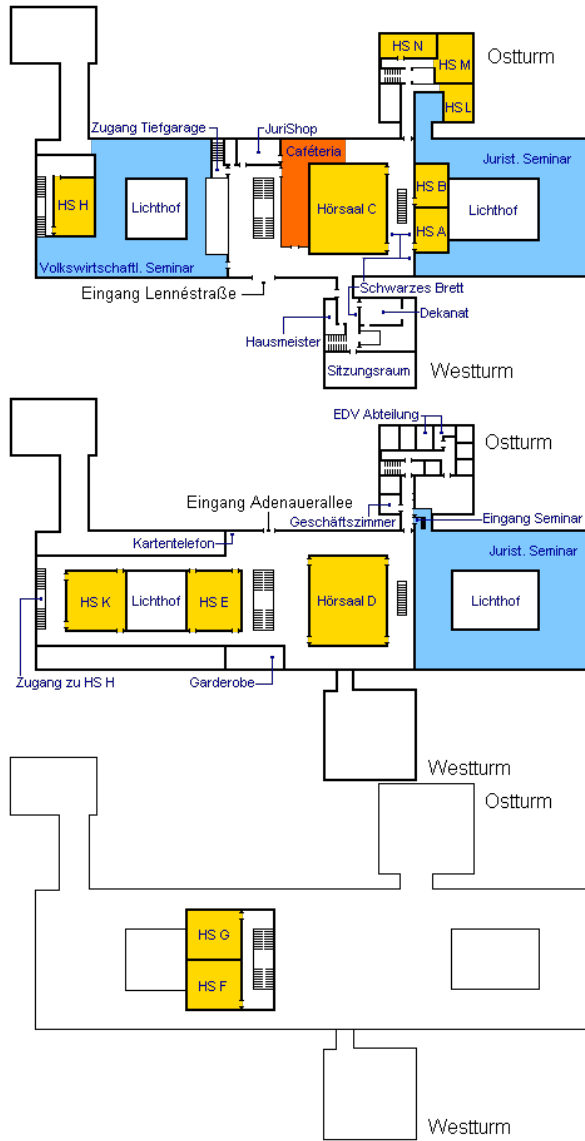 HS N
Ostturm
HS M
HS L
Zugang Tiefgarage
JuriShop
Caféteria
Jurist. Seminar
HS B
HS H
Lichthof
Hörsaal C
Lichthof
HS A
Volkswirtschaftl. Seminar
Eingang Lennéstraße
Schwarzes Brett
Dekanat
Hausmeister
Sitzungsraum
Westturm
EDV Abteilung
Ostturm
Eingang Adenauerallee
Geschäftszimmer
Eingang Seminar
Kartentelefon
Jurist. Seminar
HS K
Lichthof
HS E
Hörsaal D
Lichthof
Zugang zu HS H
Garderobe
Westturm
Ostturm
HS G
HS F
Westturm